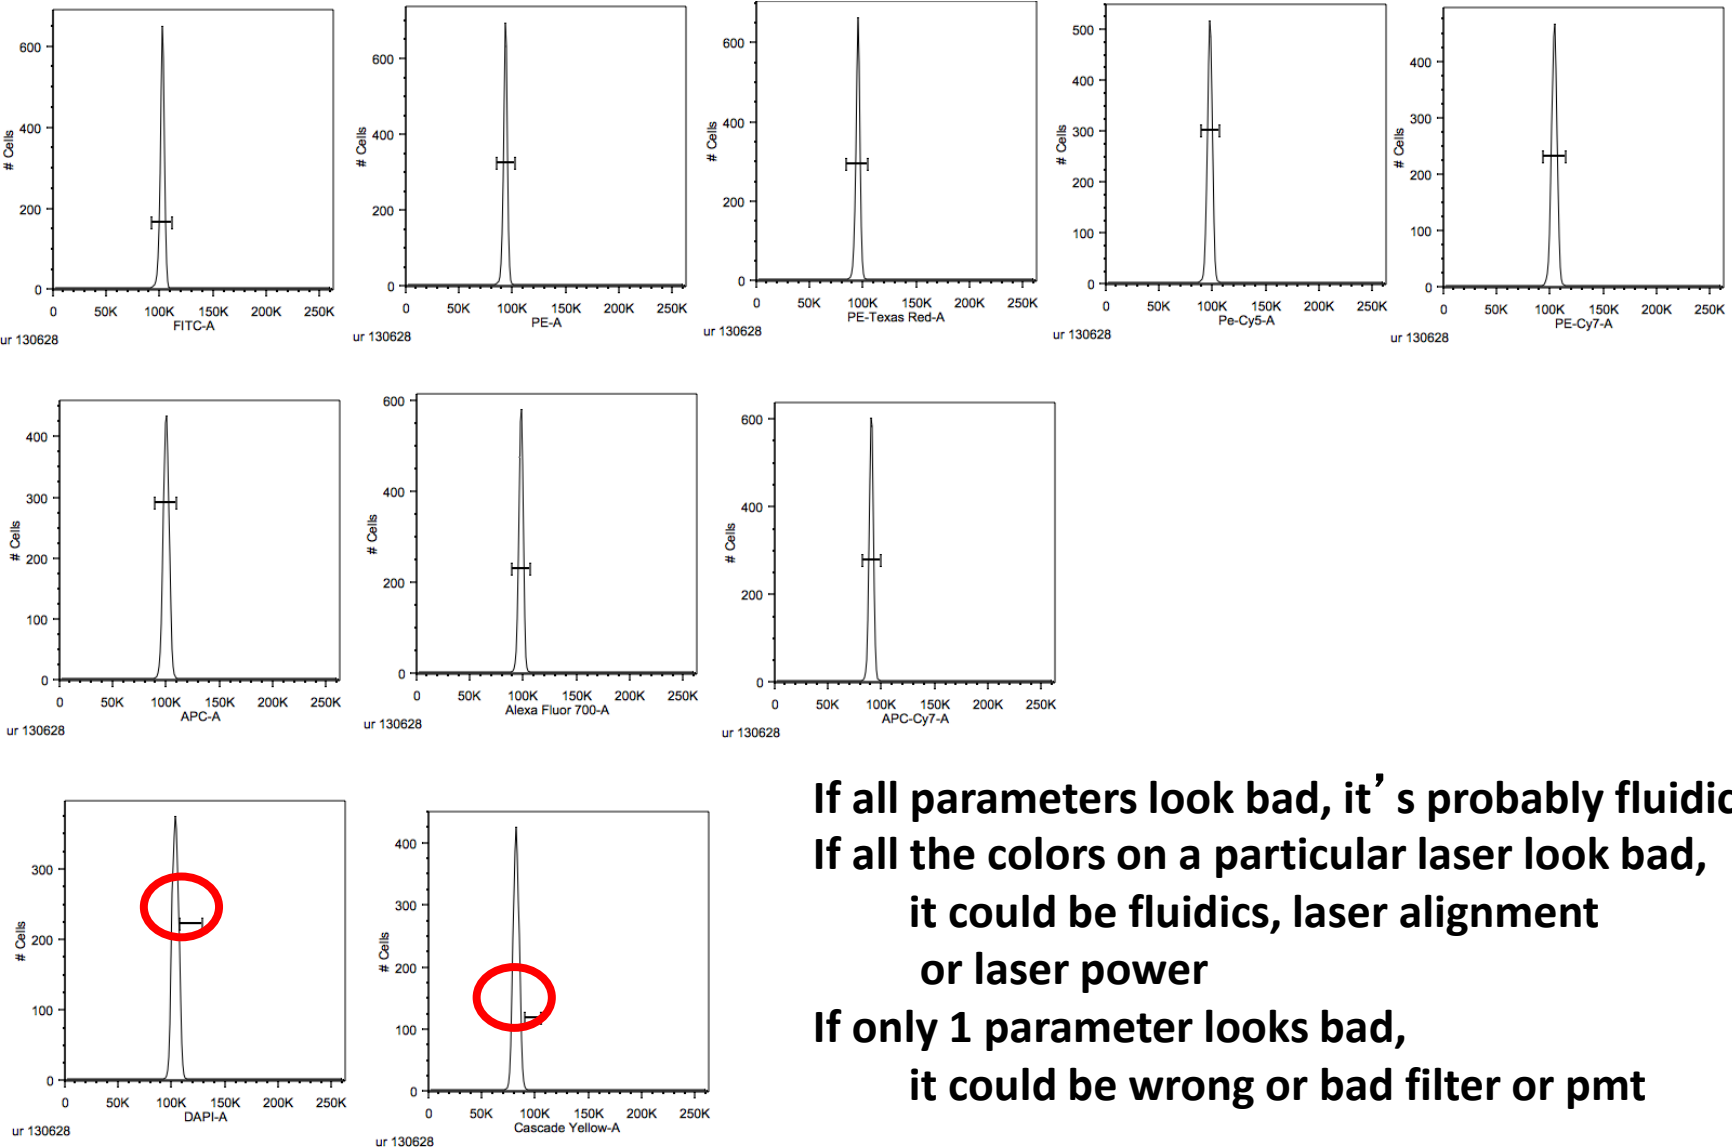 600
400
200
0
# Cells
0 50K 100K 150K 200K 250K
FITC-A
ur 130628
600
400
200
0
# Cells
0 50K 100K 150K 200K 250K
PE-A
ur 130628
600
400
200
0
# Cells
0 50K 100K 150K 200K 250K
PE-Texas Red-A
ur 130628
500
400
300
200
100
0
# Cells
0 50K 100K 150K 200K 250K
Pe-Cy5-A
ur 130628
400
300
200
100
0
# Cells
0 50K 100K 150K 200K 250K
PE-Cy7-A
ur 130628
400
300
200
100
0
# Cells
0 50K 100K 150K 200K 250K
APC-A
ur 130628
600
400
200
0
# Cells
0 50K 100K 150K 200K 250K
Alexa Fluor 700-A
ur 130628
600
400
200
0
# Cells
0 50K 100K 150K 200K 250K
APC-Cy7-A
ur 130628
300
200
100
0
# Cells
0 50K 100K 150K 200K 250K
DAPI-A
ur 130628
400
300
200
100
0
# Cells
0 50K 100K 150K 200K 250K
Cascade Yellow-A
ur 130628
If all parameters look bad, it’s probably fluidic
If all the colors on a particular laser look bad,
it could be fluidics, laser alignment
or laser power
If only 1 parameter looks bad,
it could be wrong or bad filter or pmt